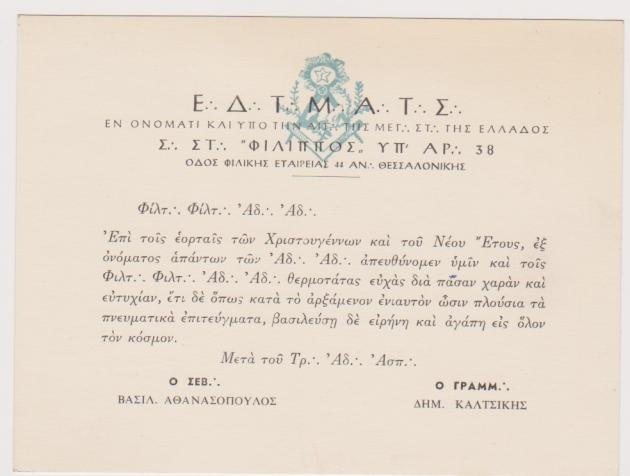 Ε∴ Δ∴ Τ∴ Μ∴ Α∴ Τ∴ Σ∴
ΕΝ ΟΝΟΜΑΤΙ ΚΑΙ ΥΠΟ ΤΗΝ ΑΙΓ∴ ΤΗΣ ΜΕΓ∴ ΣΤ∴ ΤΗΣ ΕΛΛΑΔΟΣ
Σ∴ ΣΤ∴ "ΦΙΛΙΠΠΟΣ„ ΥΠ' ΑΡ∴ 38
ΟΔΟΣ ΦΙΛΙΚΗΣ ΕΤΑΙΡΕΙΑΣ 44 ΑΝ∴ ΘΕΣΣΑΛΟΝΙΚΗΣ
Φίλτ∴ Φίλτ∴ Ἀδ∴ Ἀδ∴
Ἐπὶ τοῖς ἑορταῖς τῶν Χριστουγέννων καὶ τοῦ Νέου Ἔτους, ἐξ
ὀνόματος ἁπάντων τῶν Ἀδ∴ Ἀδ∴ ἀπευθύνομεν ὑμῖν καὶ τοῖς
Φιλτ∴ Φιλτ∴ Ἀδ∴ Ἀδ∴ θερμοτάτας εὐχὰς διὰ πᾶσαν χαρὰν καὶ
εὐτυχίαν, ἔτι δὲ ὅπως κατὰ τὸ ἀρξάμενον ἐνιαυτὸν ὦσιν πλούσια τὰ
πνευματικὰ ἐπιτεύγματα, βασιλεύσῃ δὲ εἰρήνη καὶ ἀγάπη εἰς ὅλον
τὸν κόσμον.
Μετὰ τοῦ Τρ∴ Ἀδ∴ Ἀσπ∴
Ο ΣΕΒ∴
Ο ΓΡΑΜΜ∴
ΒΑΣΙΛ. ΑΘΑΝΑΣΟΠΟΥΛΟΣ
ΔΗΜ. ΚΑΛΤΣΙΚΗΣ